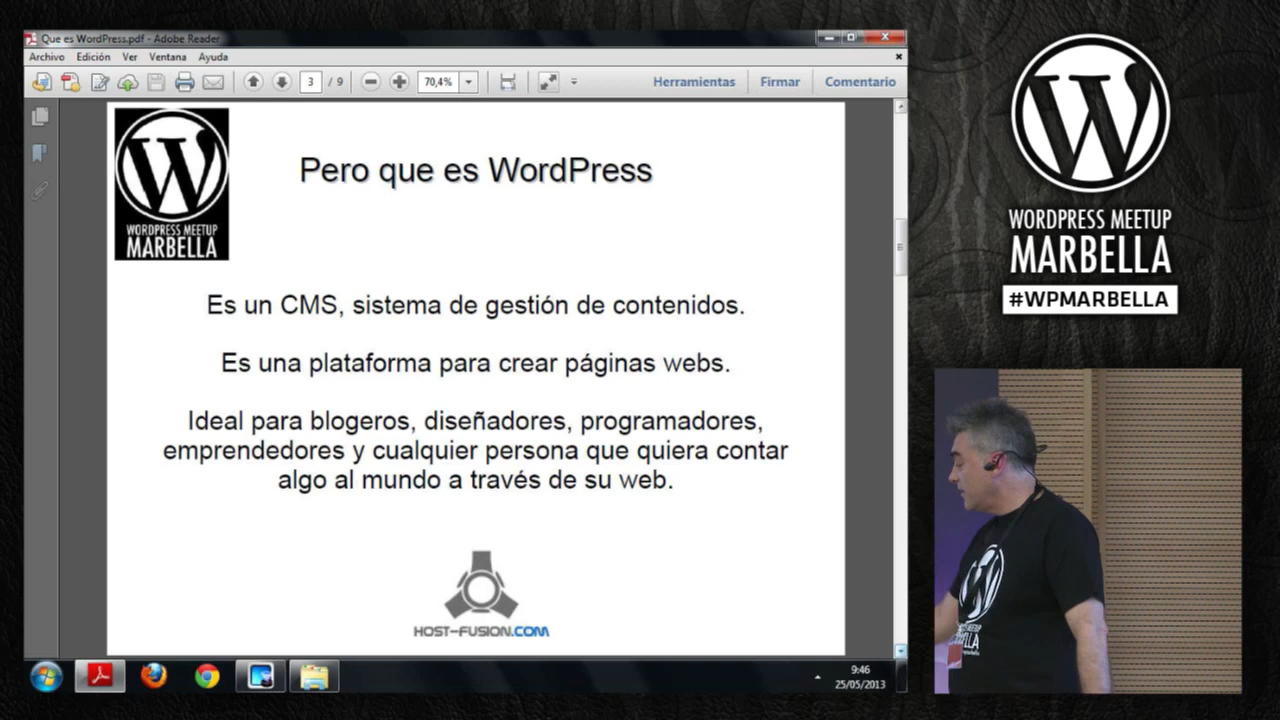 Que es WordPress.pdf - Adobe Reader
Archivo Edición Ver Ventana Ayuda
3 / 9 70,4% Herramientas Firmar Comentario
WORDPRESS MEETUP
MARBELLA
Pero que es WordPress
Es un CMS, sistema de gestión de contenidos.
Es una plataforma para crear páginas webs.
Ideal para blogeros, diseñadores, programadores,
emprendedores y cualquier persona que quiera contar
algo al mundo a través de su web.
HOST-FUSION.COM
9:46
25/05/2013
WORDPRESS MEETUP
MARBELLA
#WPMARBELLA